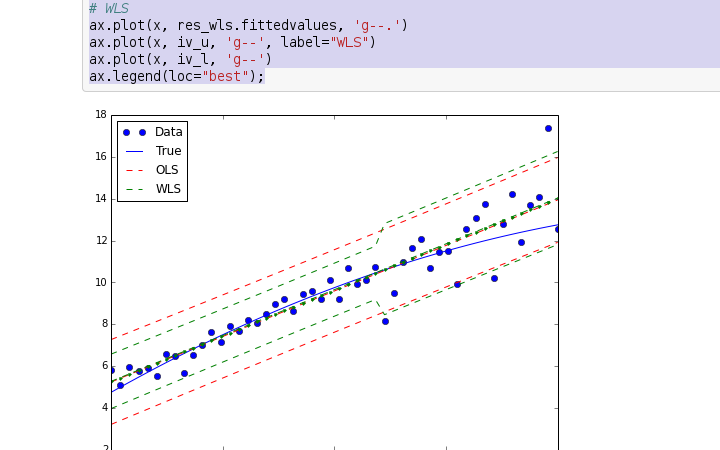 # WLS
ax.plot(x, res_wls.fittedvalues, 'g--.')
ax.plot(x, iv_u, 'g--', label="WLS")
ax.plot(x, iv_l, 'g--')
ax.legend(loc="best");
18
Data
True
OLS
WLS
16
14
12
10
8
6
4
2